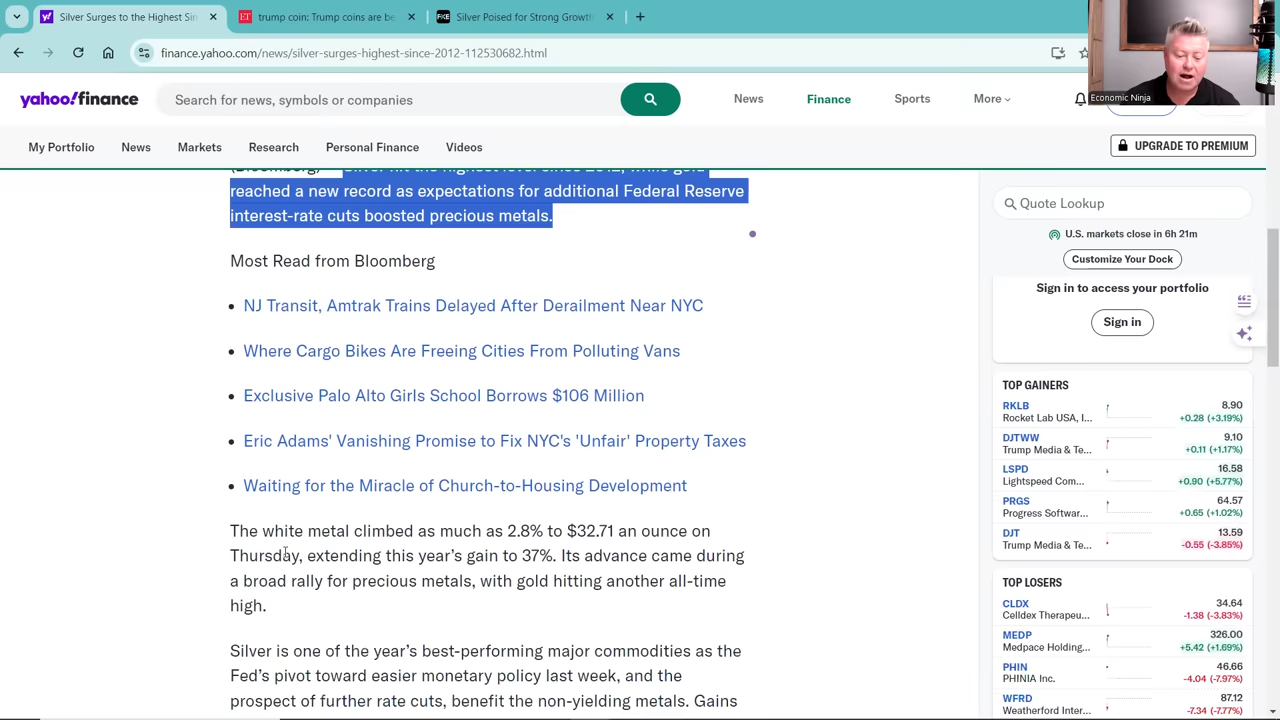 Silver Surges to the Highest Sin
trump coin: Trump coins are be
Silver Poised for Strong Growth
finance.yahoo.com/news/silver-surges-highest-since-2012-112530682.html
Economic Ninja
yahoo!finance
Search for news, symbols or companies
News
Finance
Sports
More
My Portfolio
News
Markets
Research
Personal Finance
Videos
UPGRADE TO PREMIUM
(Bloomberg) -- Silver hit the highest level since 2012, while gold
reached a new record as expectations for additional Federal Reserve
interest-rate cuts boosted precious metals.
Most Read from Bloomberg
NJ Transit, Amtrak Trains Delayed After Derailment Near NYC
Where Cargo Bikes Are Freeing Cities From Polluting Vans
Exclusive Palo Alto Girls School Borrows $106 Million
Eric Adams' Vanishing Promise to Fix NYC's 'Unfair' Property Taxes
Waiting for the Miracle of Church-to-Housing Development
The white metal climbed as much as 2.8% to $32.71 an ounce on
Thursday, extending this year's gain to 37%. Its advance came during
a broad rally for precious metals, with gold hitting another all-time
high.
Silver is one of the year's best-performing major commodities as the
Fed's pivot toward easier monetary policy last week, and the
prospect of further rate cuts, benefit the non-yielding metals. Gains
Quote Lookup
U.S. markets close in 6h 21m
Customize Your Dock
Sign in to access your portfolio
Sign in
TOP GAINERS
RKLB 8.90
Rocket Lab USA, I... +0.28 (+3.19%)
DJTWW 9.10
Trump Media & Te... +0.11 (+1.17%)
LSPD 16.58
Lightspeed Com... +0.90 (+5.77%)
PRGS 64.57
Progress Softwar... +0.65 (+1.02%)
DJT 13.59
Trump Media & Te... -0.55 (-3.85%)
TOP LOSERS
CLDX 34.64
Celldex Therapeu... -1.38 (-3.83%)
MEDP 326.00
Medpace Holding... +5.42 (+1.69%)
PHIN 46.66
PHINIA Inc. -4.04 (-7.97%)
WFRD 87.12
Weatherford Inter... -7.34 (-7.77%)